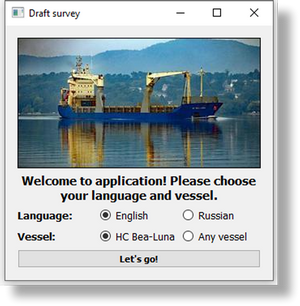 Draft survey
Welcome to application! Please choose
your language and vessel.
Language: English Russian
Vessel: HC Bea-Luna Any vessel
Let's go!